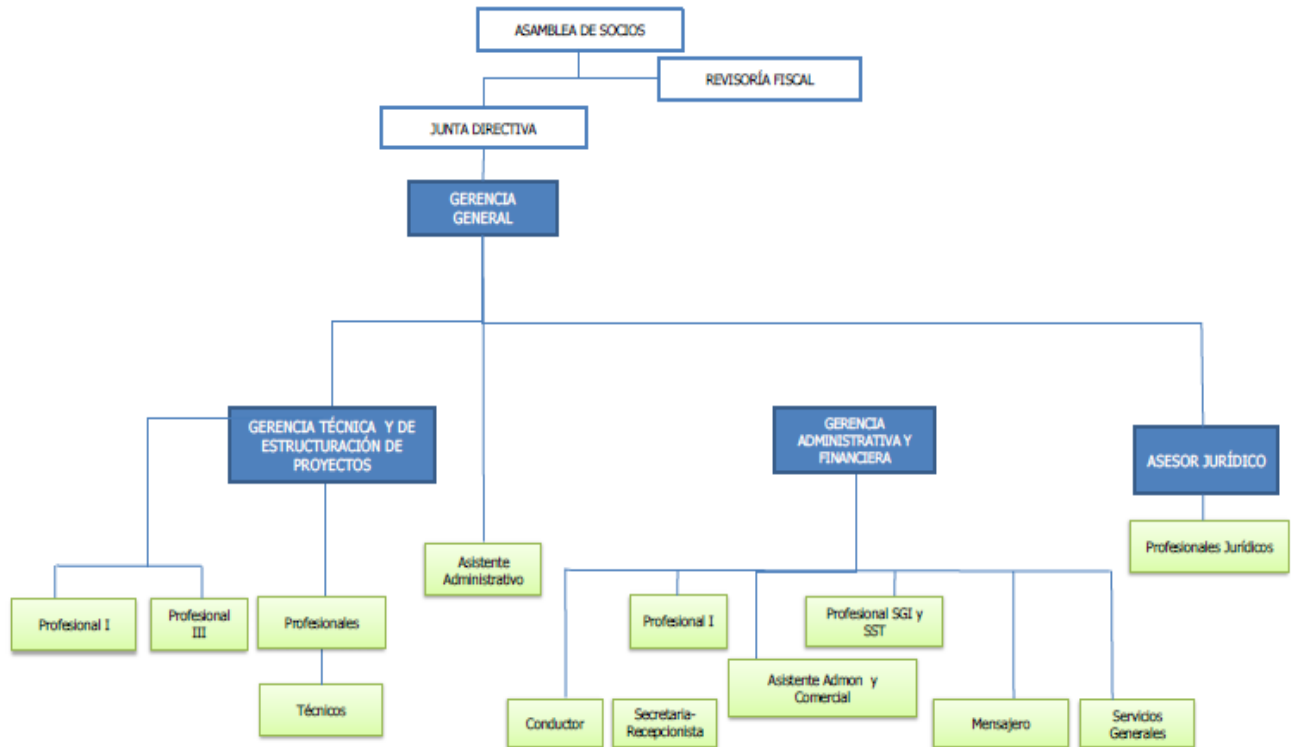 ASAMBLEA DE SOCIOS
REVISORÍA FISCAL
JUNTA DIRECTIVA
GERENCIA
GENERAL
GERENCIA TÉCNICA Y DE
ESTRUCTURACIÓN DE
PROYECTOS
GERENCIA
ADMINISTRATIVA Y
FINANCIERA
ASESOR JURÍDICO
Asistente
Administrativo
Profesionales Jurídicos
Profesional I
Profesional
III
Profesionales
Profesional I
Profesional SGI y
SST
Técnicos
Asistente Admon y
Comercial
Conductor
Secretaria-
Recepcionista
Mensajero
Servicios
Generales